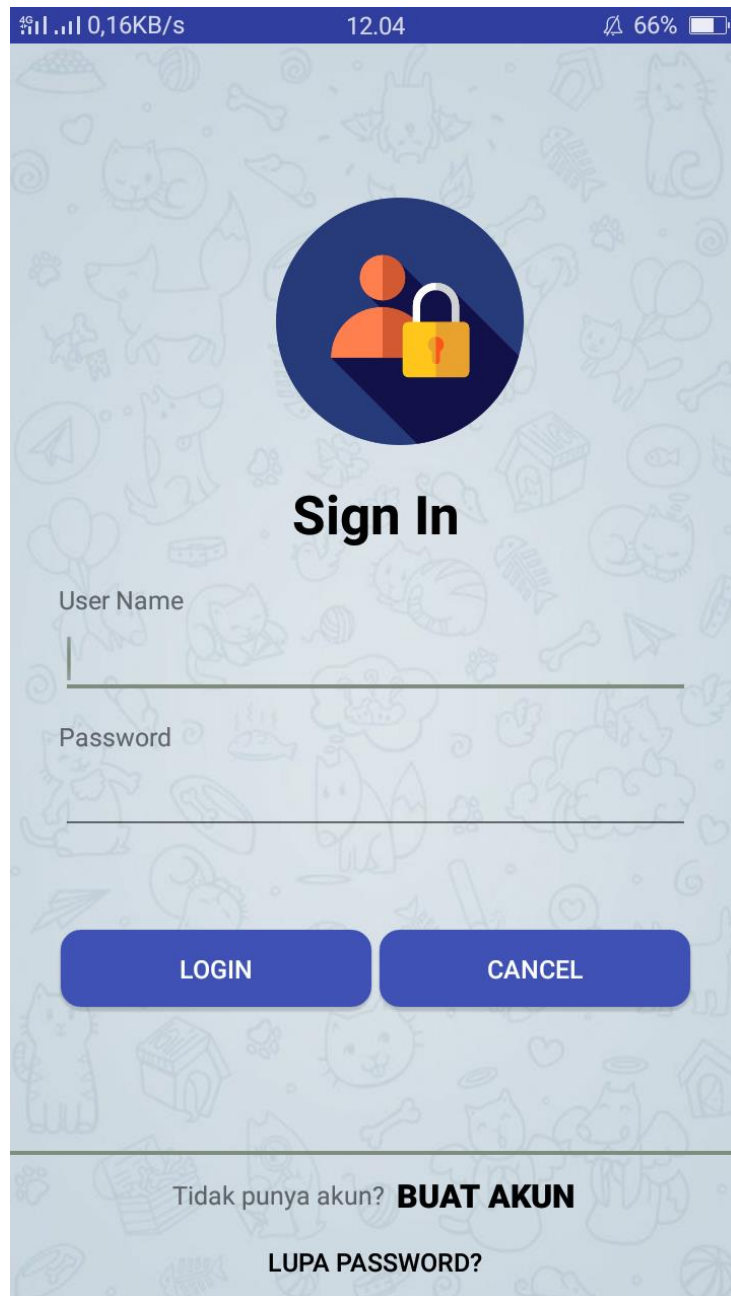 4G 0,16KB/s 12.04 66%
Sign In
User Name
Password
LOGIN CANCEL
Tidak punya akun? BUAT AKUN
LUPA PASSWORD?